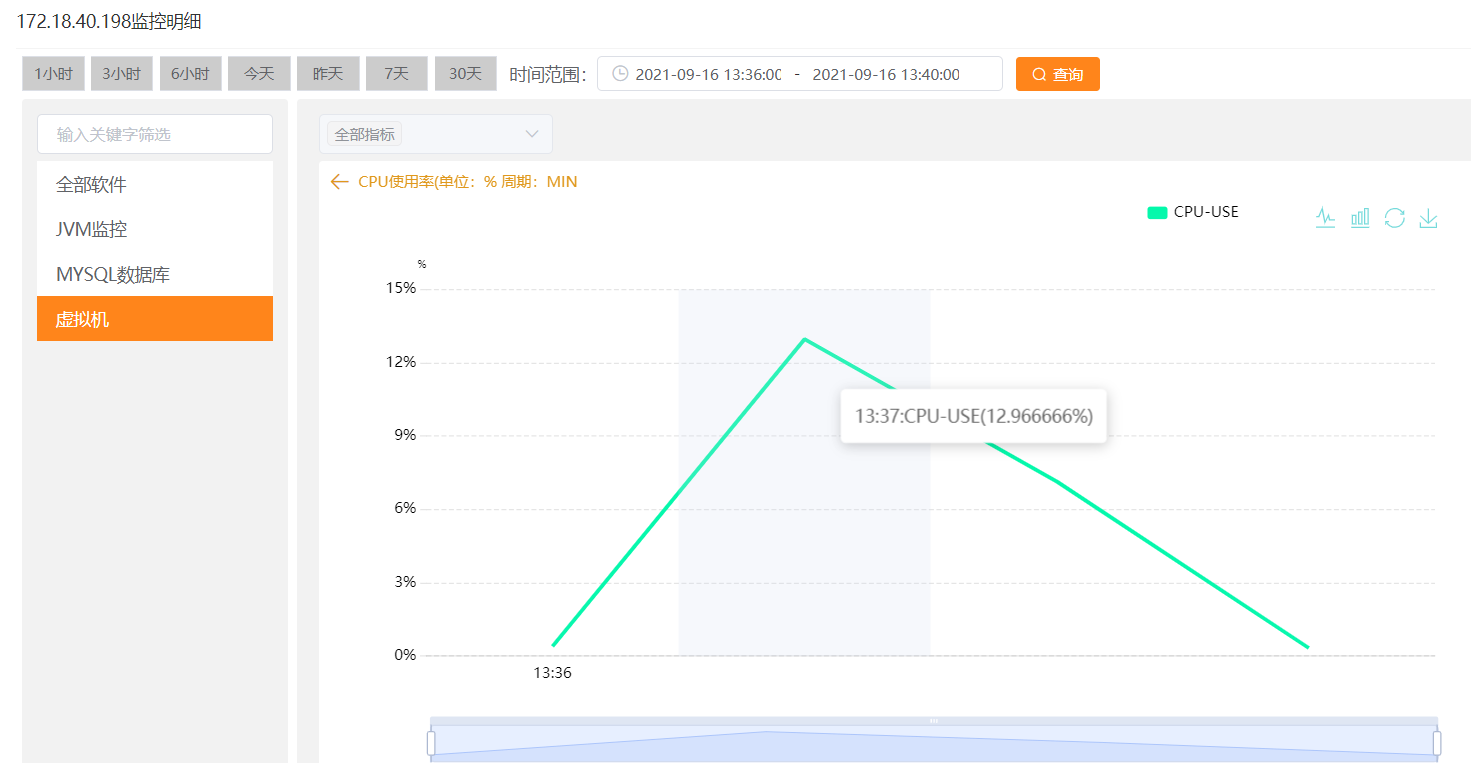 172.18.40.198监控明细
1小时 3小时 6小时 今天 昨天 7天 30天 时间范围： 2021-09-16 13:36:00 - 2021-09-16 13:40:00 查询
输入关键字筛选
全部指标
全部软件
JVM监控
MYSQL数据库
虚拟机
CPU使用率(单位：% 周期：MIN
CPU-USE
%
15%
12%
13:37:CPU-USE(12.966666%)
9%
6%
3%
0%
13:36